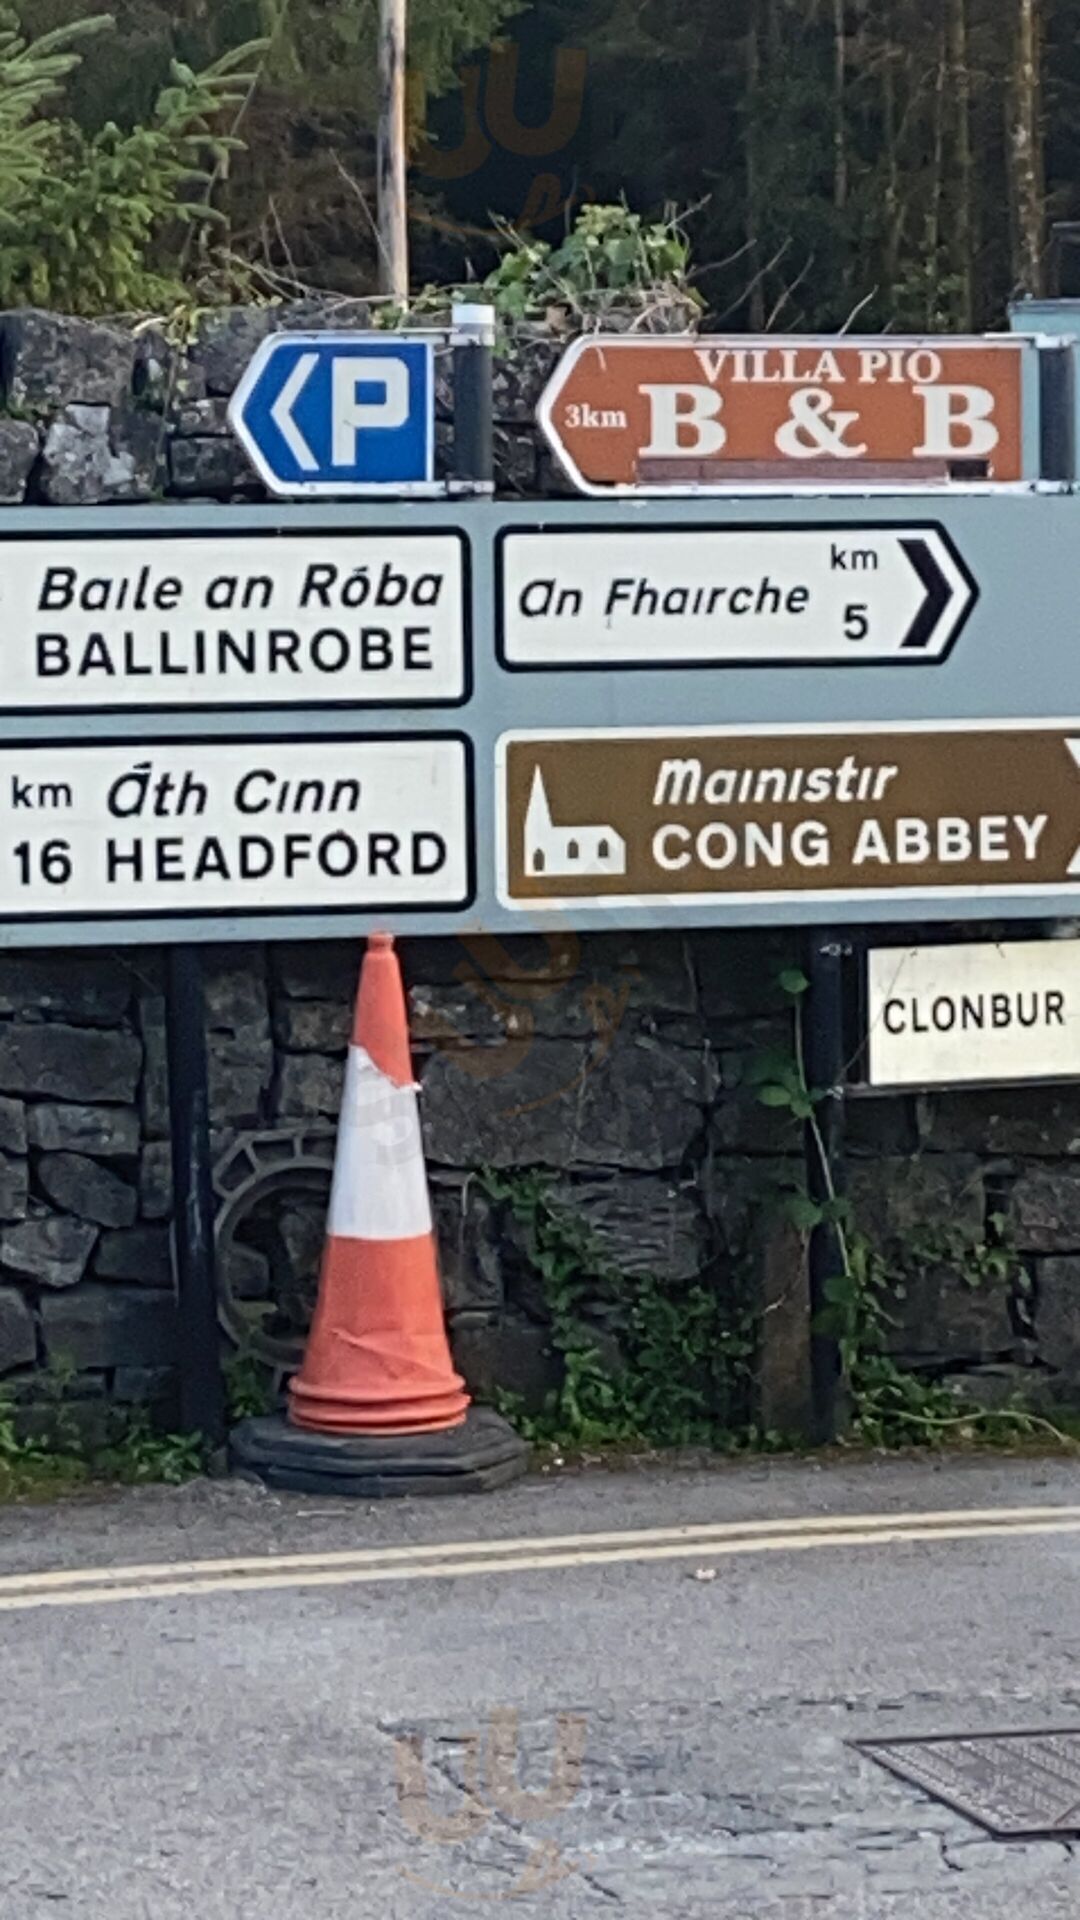 P
VILLA PIO
3km B & B
Baile an Róba
BALLINROBE
An Fhairche km 5
km Áth Cinn
16 HEADFORD
Mainistir
CONG ABBEY
CLONBUR